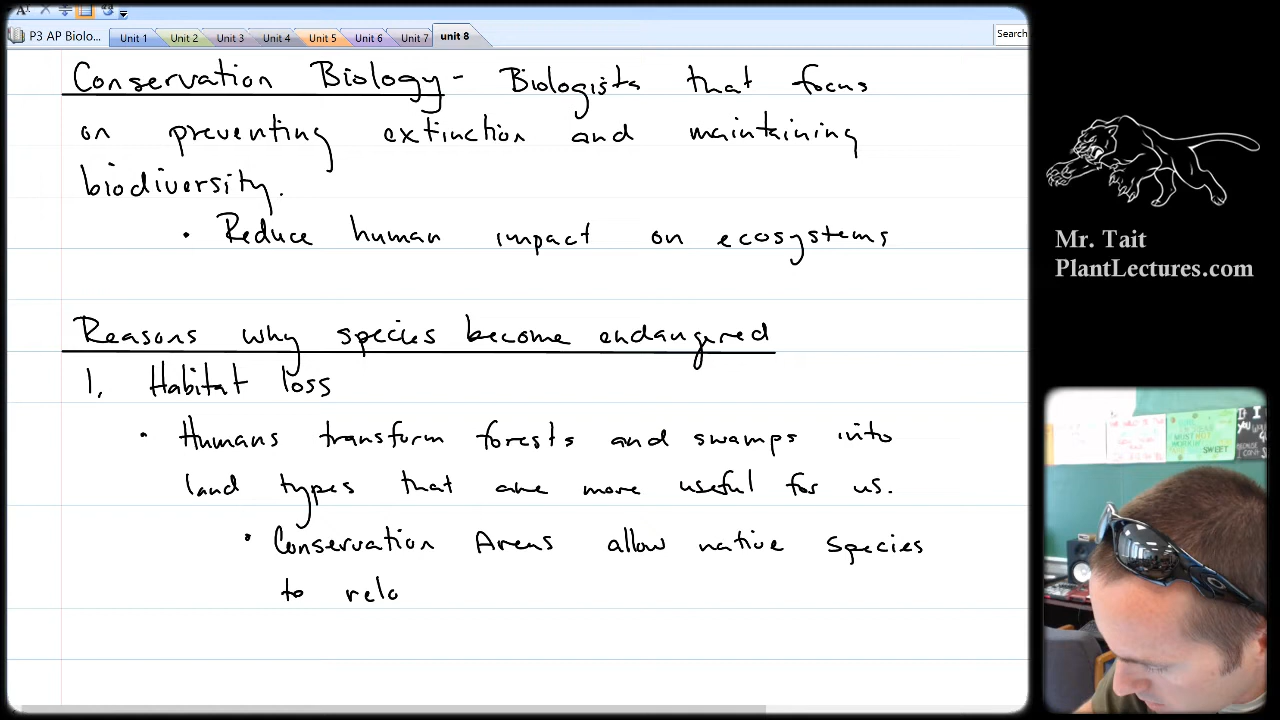 P3 AP Biolo...
Unit 1
Unit 2
Unit 3
Unit 4
Unit 5
Unit 6
Unit 7
unit 8
Search
Conservation Biology - Biologists that focus
on preventing extinction and maintaining
biodiversity.
• Reduce human impact on ecosystems
Reasons why species become endangered
1. Habitat loss
• Humans transform forests and swamps into
land types that are more useful for us.
• Conservation Areas allow native species
to relo
Mr. Tait
PlantLectures.com
MUST NOT
SWEET